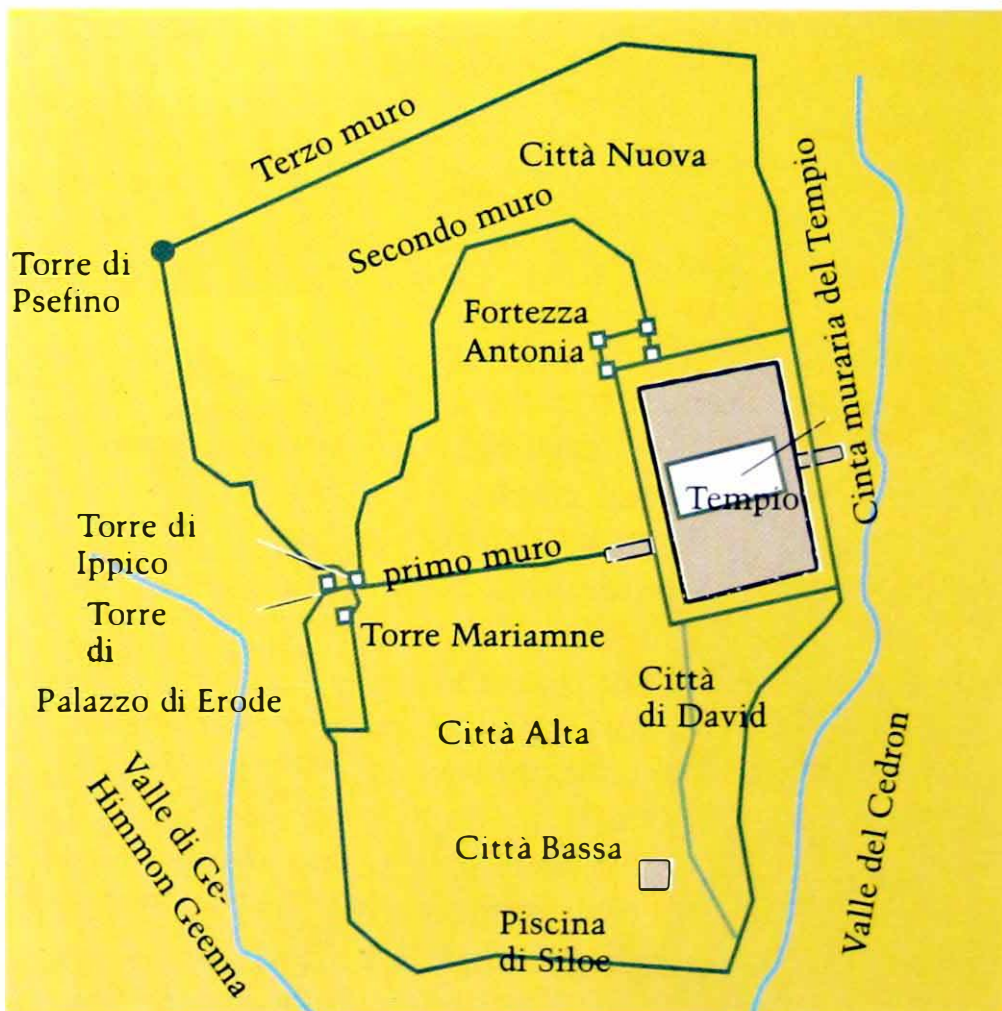 Terzo muro
Città Nuova
Secondo muro
Torre di
Psefino
Fortezza
Antonia
Cinta muraria del Tempio
Tempio
Torre di
Ippico
primo muro
Torre
di
Torre Mariamne
Palazzo di Erode
Città
di David
Città Alta
Valle di Ge-
Himmon Geenna
Città Bassa
Valle del Cedron
Piscina
di Siloe